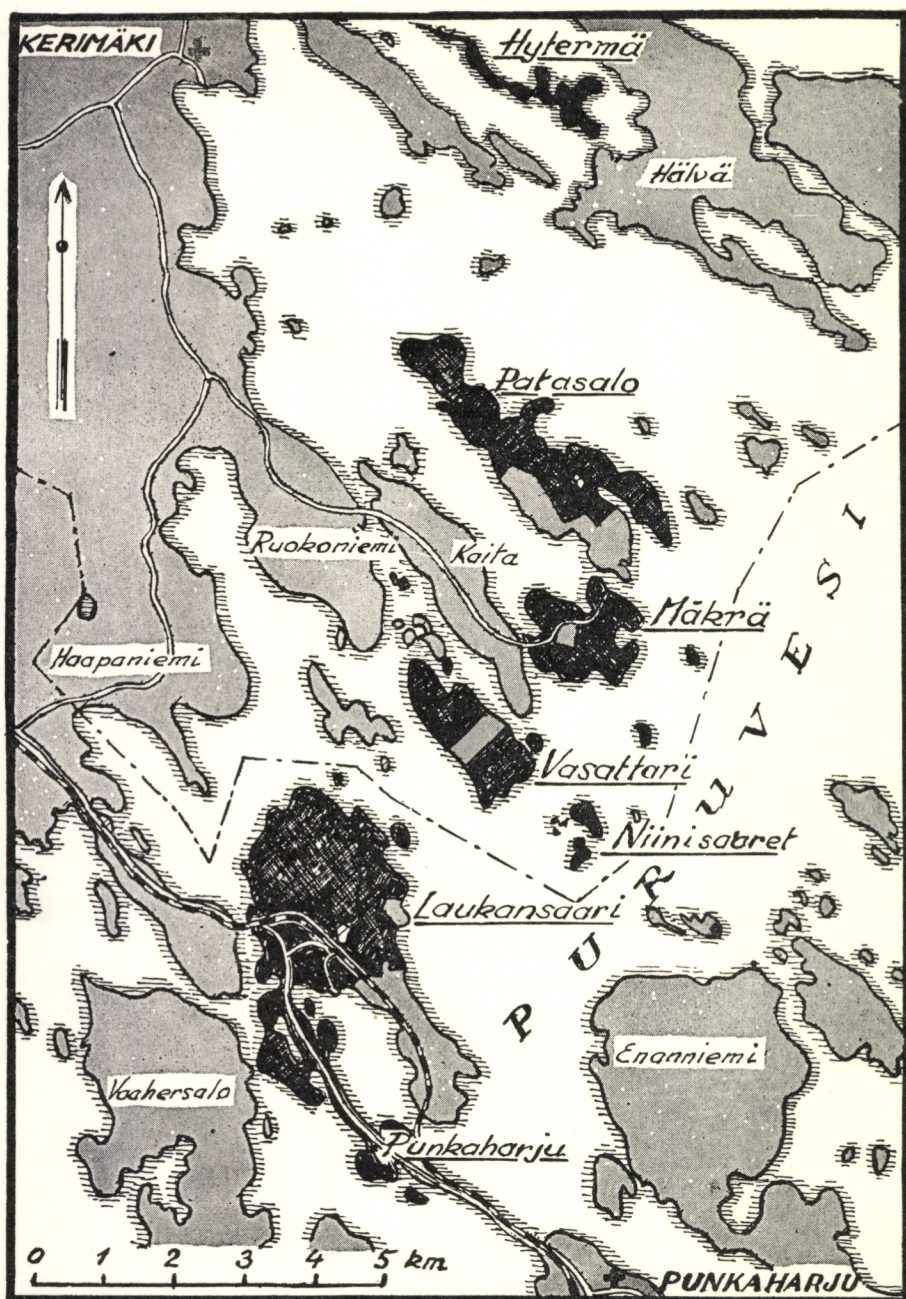 KERIMÄKI
Hytermä
Hälvä
Patasalo
Ruokoniemi
Kaita
Mäkrä
Haapaniemi
Vasattari
Niinisaaret
Laukansaari
PURUVESI
Enanniemi
Vaahersalo
Punkaharju
0 1 2 3 4 5 km
PUNKAHARJU